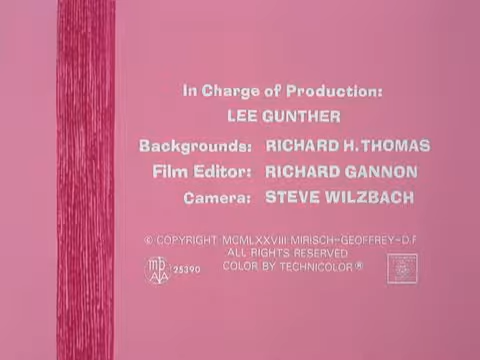 In Charge of Production:
LEE GUNTHER
Backgrounds: RICHARD H. THOMAS
Film Editor: RICHARD GANNON
Camera: STEVE WILZBACH
© COPYRIGHT MCMLXXVIII MIRISCH-GEOFFREY-D.F
ALL RIGHTS RESERVED
25390 COLOR BY TECHNICOLOR®